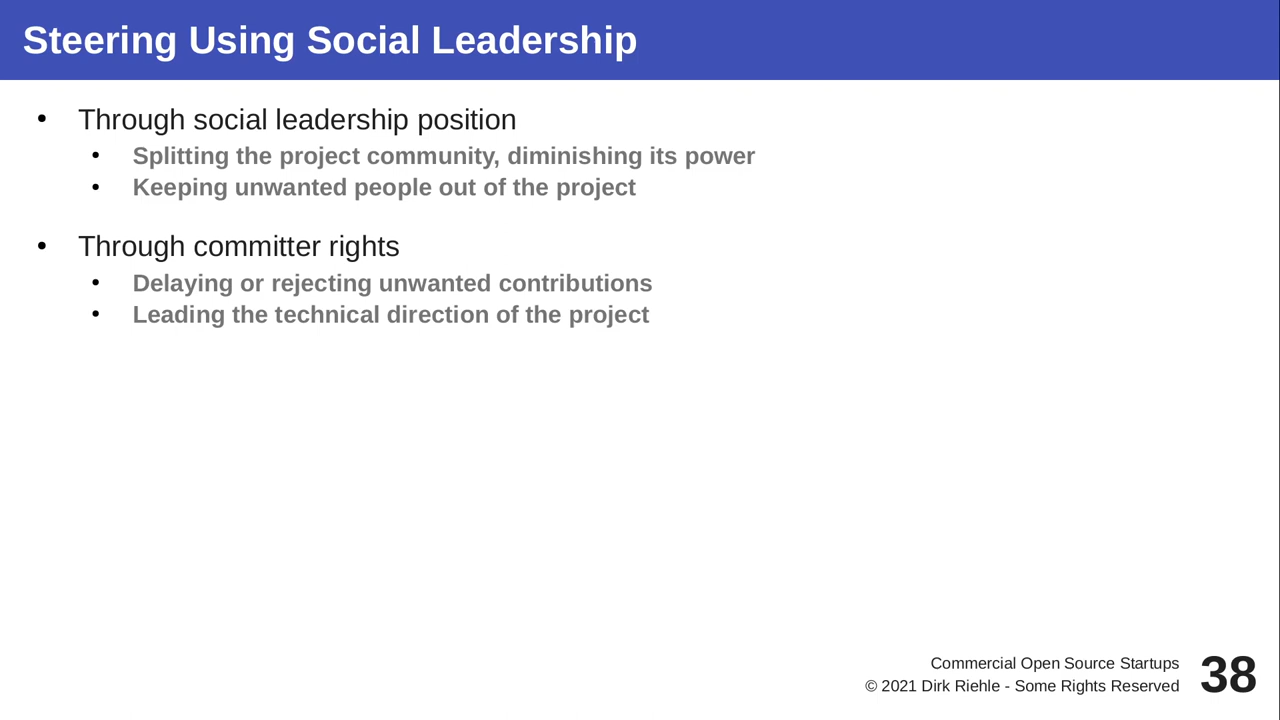 Steering Using Social Leadership
• Through social leadership position
• Splitting the project community, diminishing its power
• Keeping unwanted people out of the project
• Through committer rights
• Delaying or rejecting unwanted contributions
• Leading the technical direction of the project
Commercial Open Source Startups
© 2021 Dirk Riehle - Some Rights Reserved
38